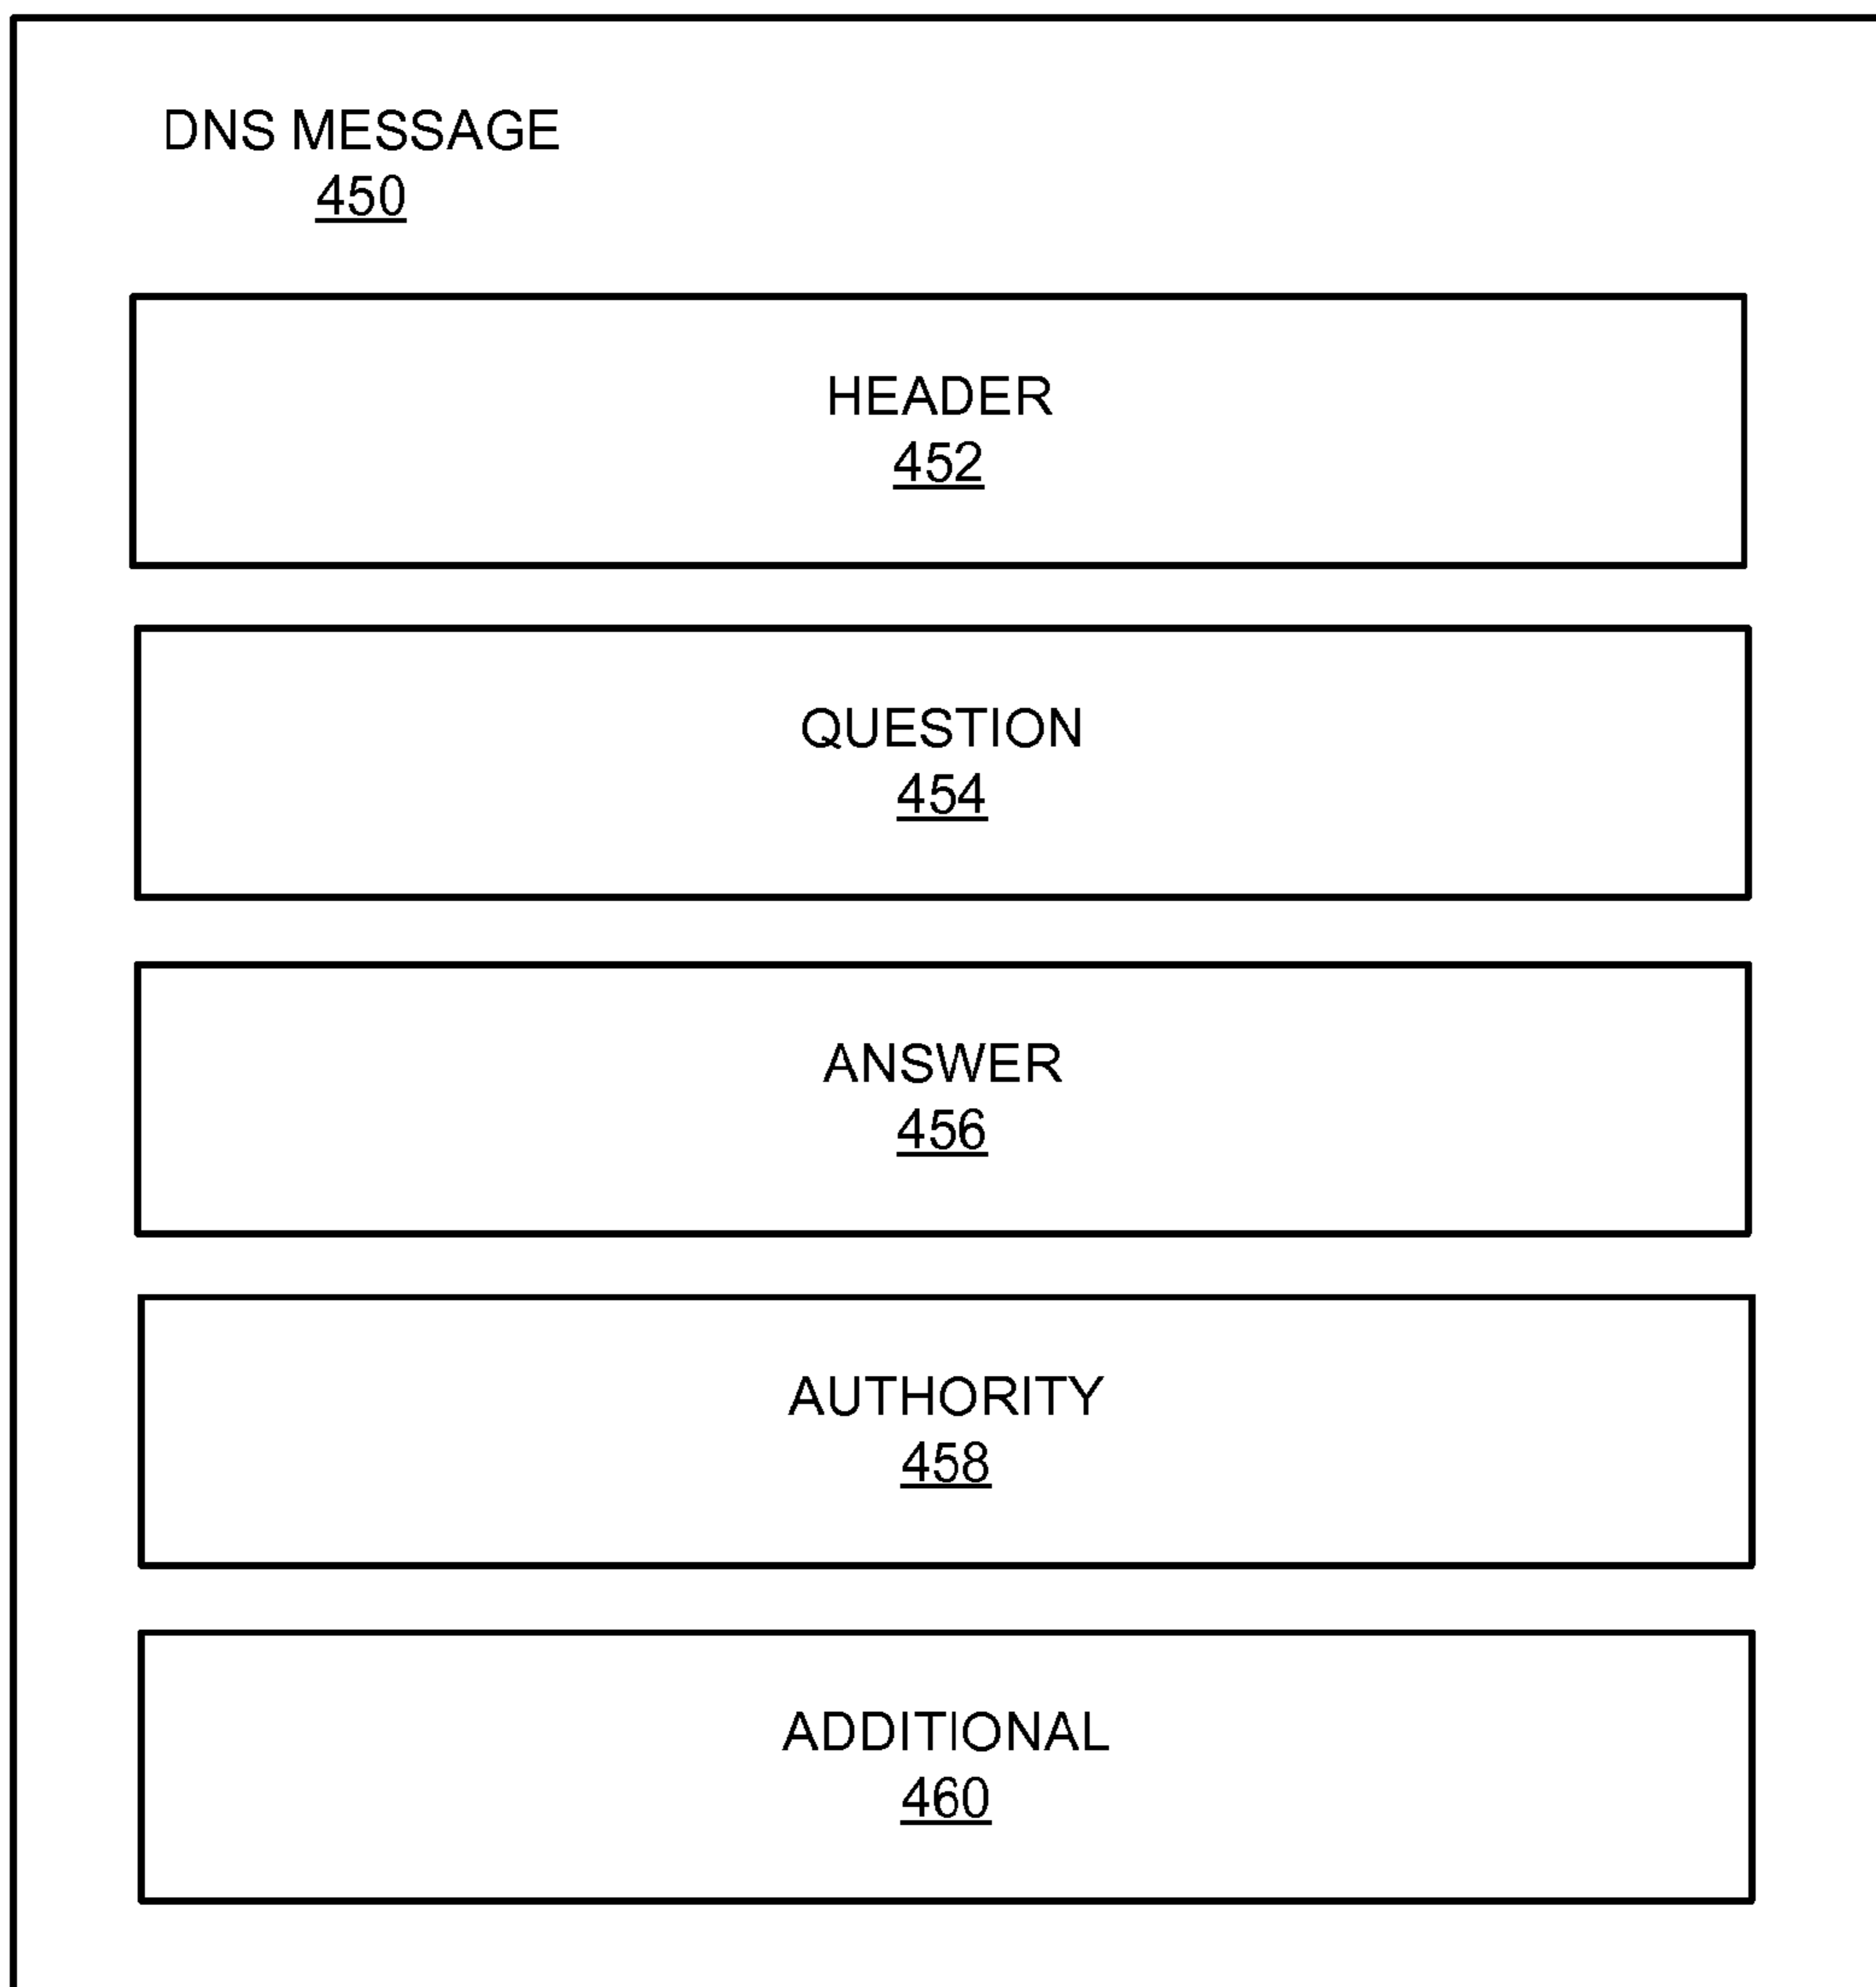 DNS MESSAGE
450
HEADER
452
QUESTION
454
ANSWER
456
AUTHORITY
458
ADDITIONAL
460